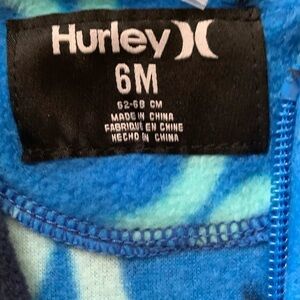 Hurley )(
6M
62-68 CM
MADE IN CHINA
FABRIQUÉ EN CHINE
HECHO EN CHINA